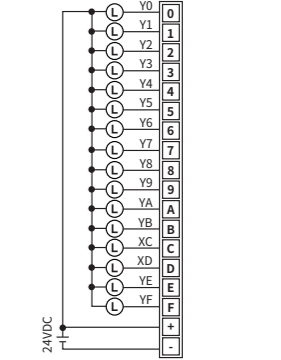 L Y0 0
L Y1 1
L Y2 2
L Y3 3
L Y4 4
L Y5 5
L Y6 6
L Y7 7
L Y8 8
L Y9 9
L YA A
L YB B
L XC C
L XD D
L YE E
L YF F
+
-
24VDC